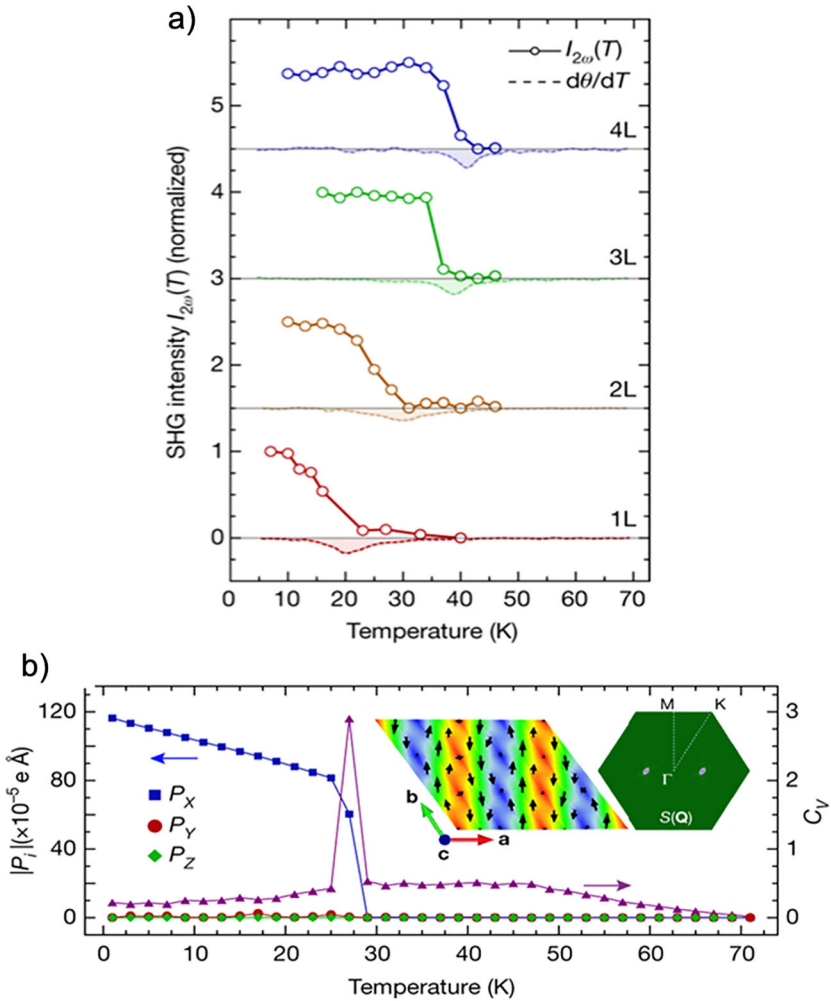 a)
I2ω(T)
dθ/dT
4L
3L
2L
1L
SHG intensity I2ω(T) (normalized)
5
4
3
2
1
0
0 10 20 30 40 50 60 70
Temperature (K)
b)
120
80
40
0
|Pi|(×10−5 e Å)
PX
PY
PZ
b
c
a
M
K
Γ
S(Q)
3
2
1
0
CV
0 10 20 30 40 50 60 70
Temperature (K)